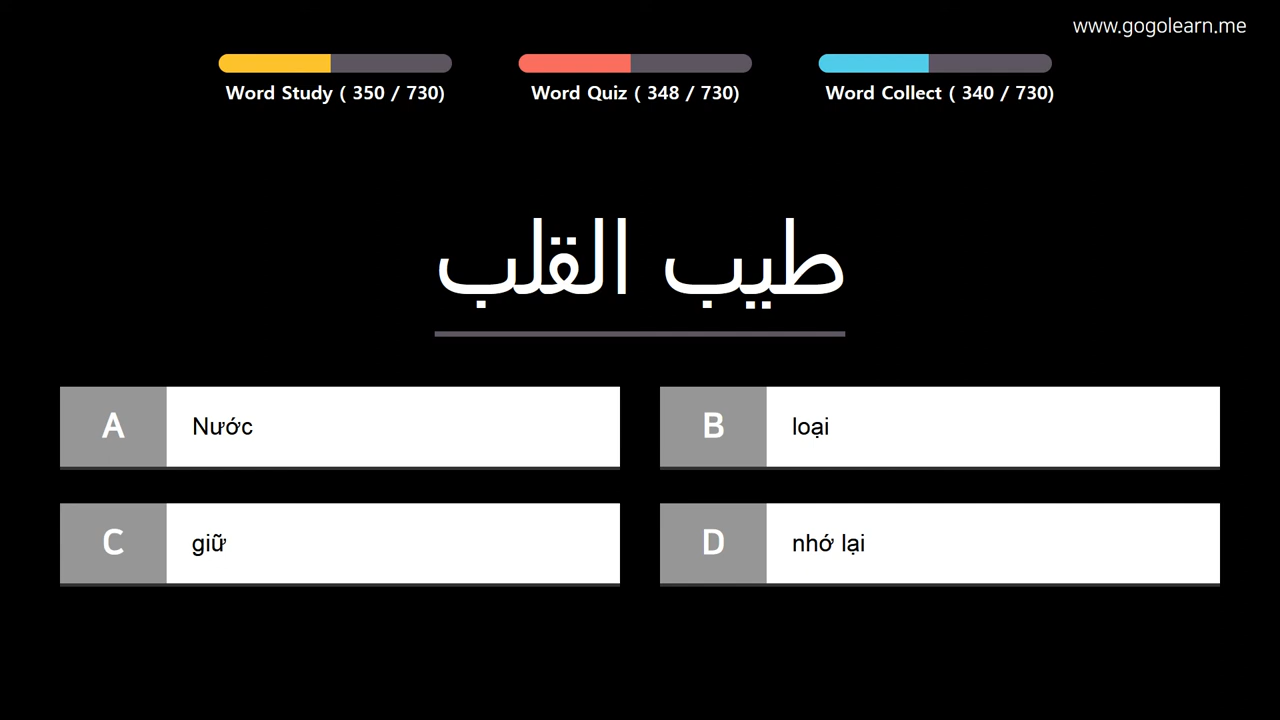 www.gogolearn.me
Word Study ( 350 / 730)
Word Quiz ( 348 / 730)
Word Collect ( 340 / 730)
طيب القلب
A Nước
B loại
C giữ
D nhớ lại